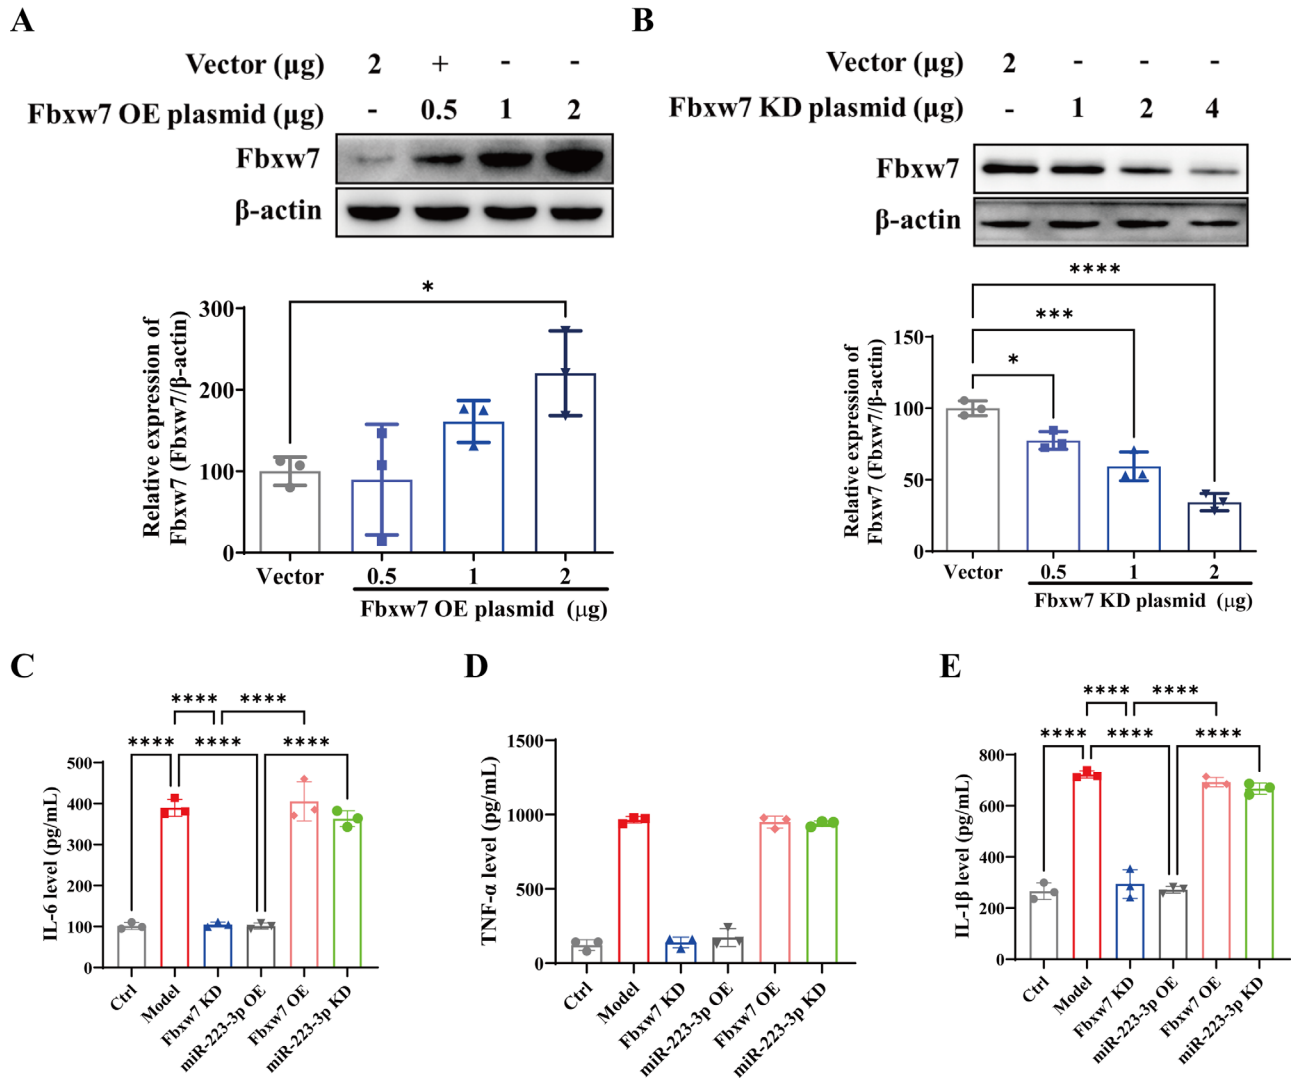 A
Vector (μg) 2 + - -
Fbxw7 OE plasmid (μg) - 0.5 1 2
Fbxw7
β-actin
*
Relative expression of
Fbxw7 (Fbxw7/β-actin)
300
200
100
0
Vector 0.5 1 2
Fbxw7 OE plasmid (μg)
B
Vector (μg) 2 - - -
Fbxw7 KD plasmid (μg) - 1 2 4
Fbxw7
β-actin
****
***
*
Relative expression of
Fbxw7 (Fbxw7/β-actin)
150
100
50
0
Vector 0.5 1 2
Fbxw7 KD plasmid (μg)
C
**** ****
**** **** ****
IL-6 level (pg/mL)
500
400
300
200
100
0
Ctrl
Model
Fbxw7 KD
miR-223-3p OE
Fbxw7 OE
miR-223-3p KD
D
TNF-α level (pg/mL)
1500
1000
500
0
Ctrl
Model
Fbxw7 KD
miR-223-3p OE
Fbxw7 OE
miR-223-3p KD
E
**** ****
**** **** ****
IL-1β level (pg/mL)
800
600
400
200
0
Ctrl
Model
Fbxw7 KD
miR-223-3p OE
Fbxw7 OE
miR-223-3p KD